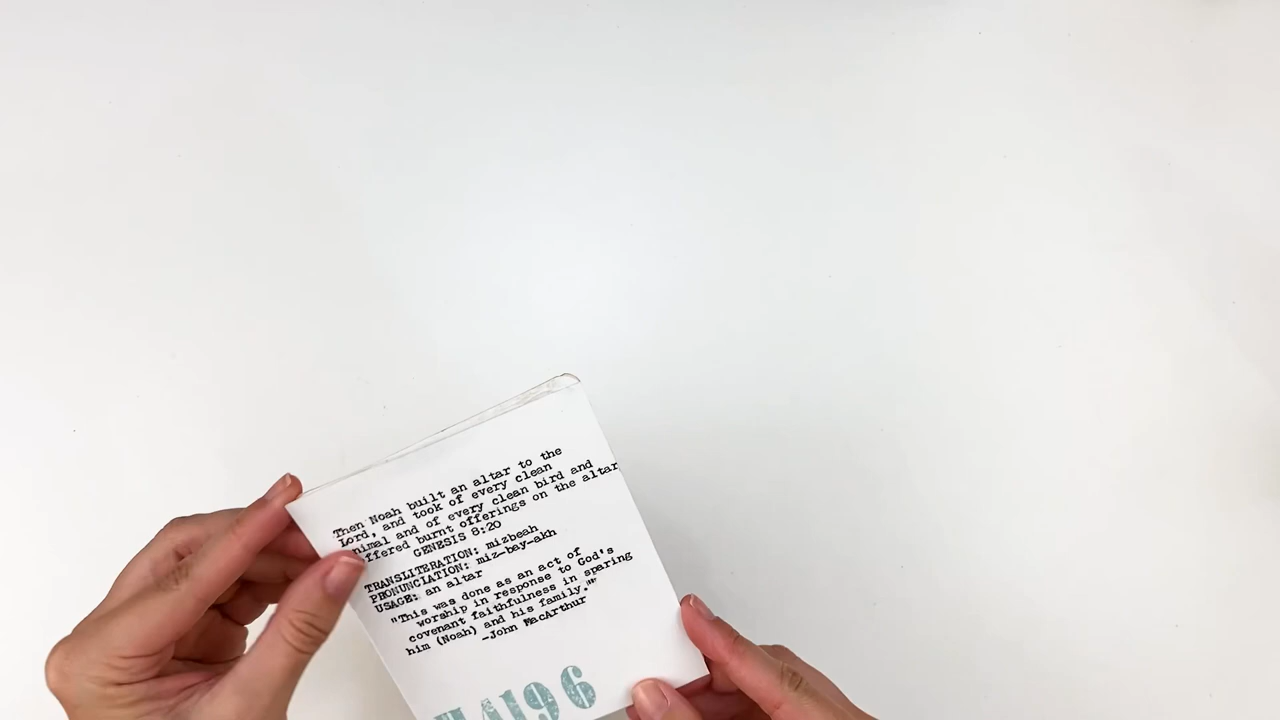 Then Noah built an altar to the
Lord, and took of every clean
nimal and of every clean bird and
ffered burnt offerings on the altar
GENESIS 8:20
TRANSLITERATION: mizbeah
PRONUNCIATION: miz-bay-akh
USAGE: an altar
"This was done as an act of
worship in response to God's
covenant faithfulness in sparing
him (Noah) and his family.""
-John MacArthur
4196